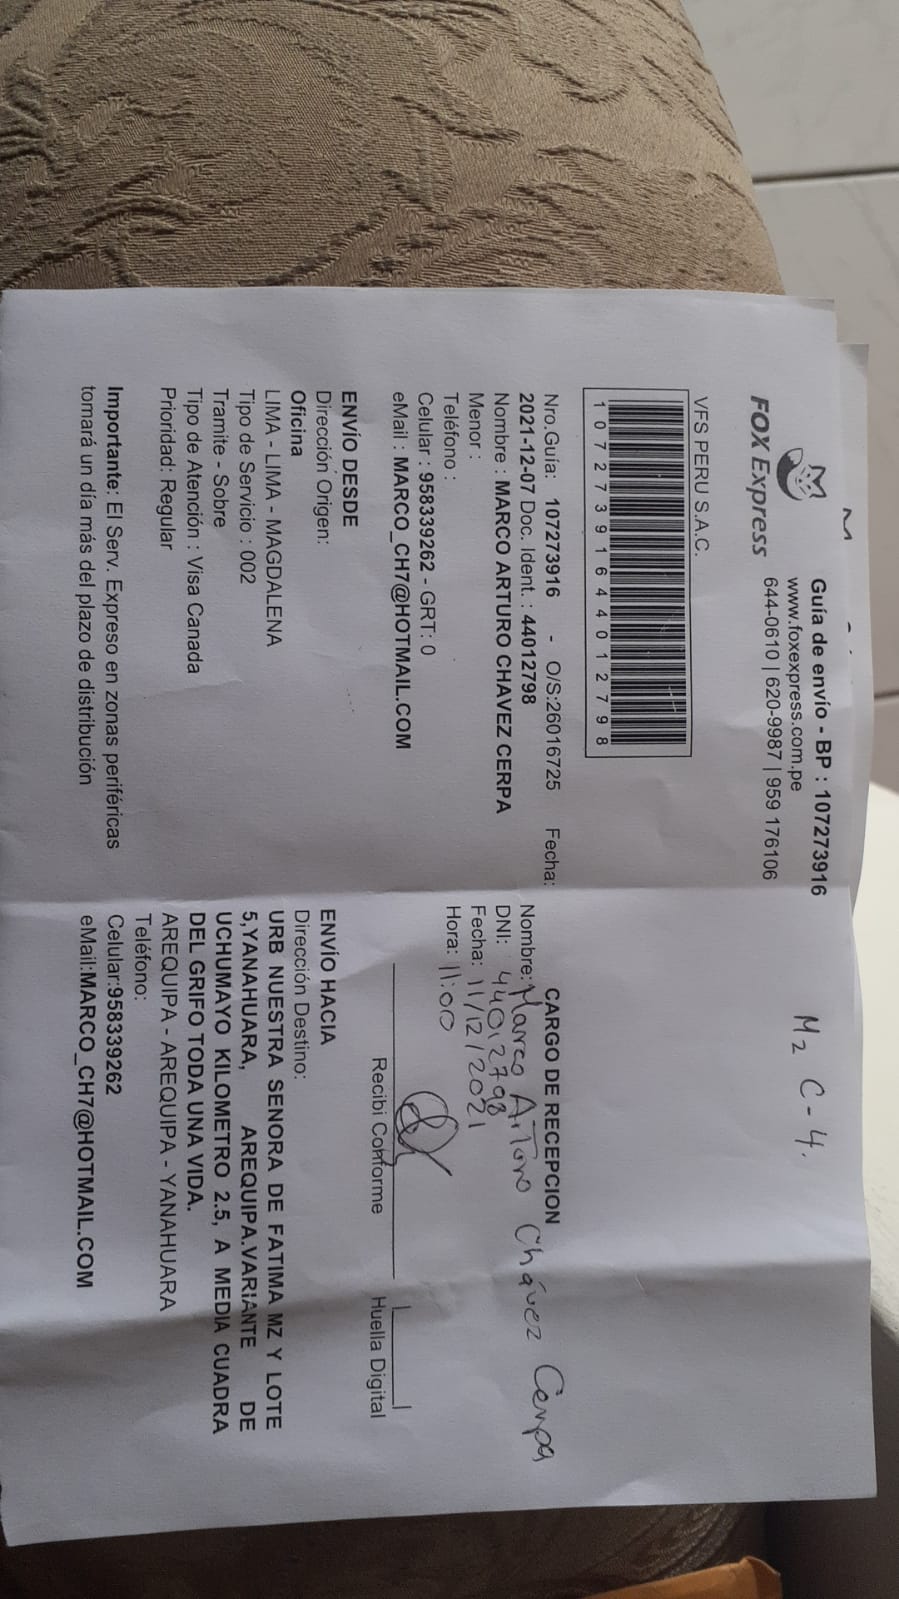 FOX Express
Guía de envío - BP : 107273916
www.foxexpress.com.pe
644-0610 | 620-9987 | 959 176106
Mz C-4.
VFS PERU S.A.C.
1 0 7 2 7 3 9 1 6 4 4 0 1 2 7 9 8
Nro.Guía: 107273916 - O/S:26016725 Fecha:
2021-12-07 Doc. Ident. : 44012798
Nombre : MARCO ARTURO CHAVEZ CERPA
Menor :
Teléfono :
Celular : 958339262 - GRT: 0
eMail : MARCO_CH7@HOTMAIL.COM
ENVÍO DESDE
Dirección Origen:
Oficina
LIMA - LIMA - MAGDALENA
Tipo de Servicio : 002
Tramite - Sobre
Tipo de Atención : Visa Canada
Prioridad: Regular
Importante: El Serv. Expreso en zonas periféricas
tomará un día más del plazo de distribución
CARGO DE RECEPCION
Nombre: Marco Arturo Chávez Cerpa
DNI: 44012798
Fecha: 11/12/2021
Hora: 11:00
Recibi Conforme
Huella Digital
ENVÍO HACIA
Dirección Destino:
URB NUESTRA SENORA DE FATIMA MZ Y LOTE
5,YANAHUARA, AREQUIPA.VARIANTE DE
UCHUMAYO KILOMETRO 2.5, A MEDIA CUADRA
DEL GRIFO TODA UNA VIDA.
AREQUIPA - AREQUIPA - YANAHUARA
Teléfono:
Celular:958339262
eMail:MARCO_CH7@HOTMAIL.COM